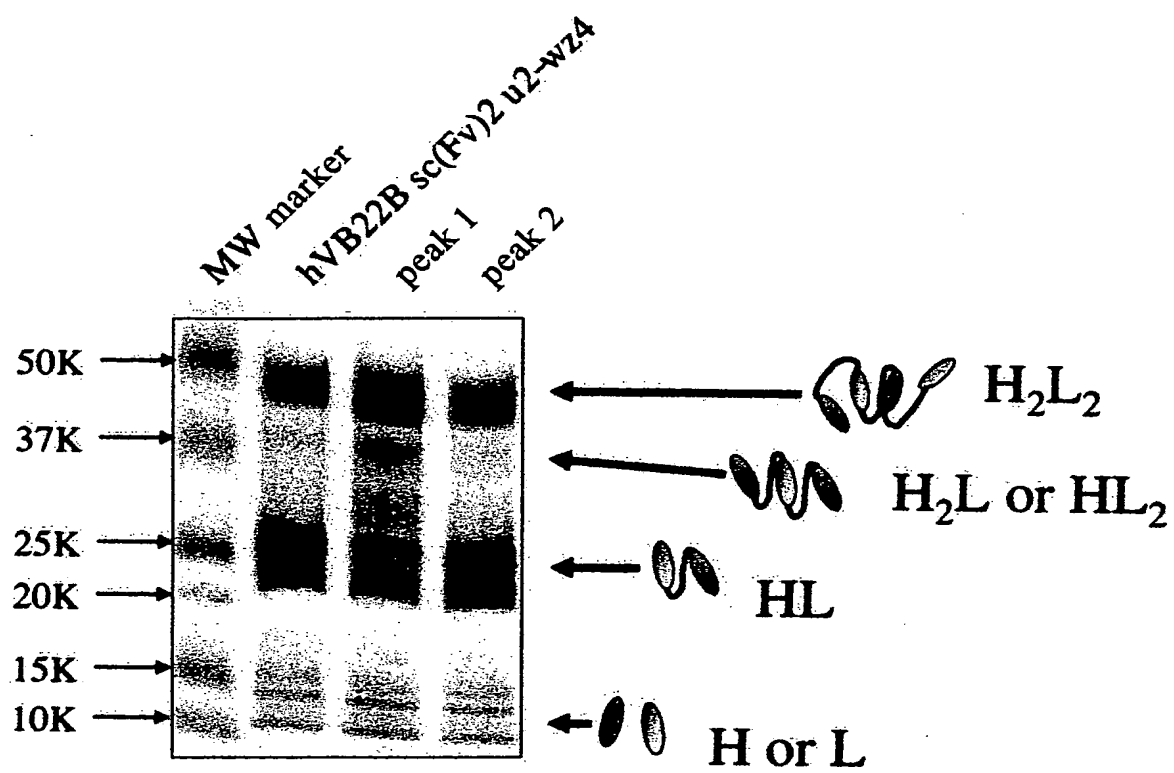 MW marker
hVB22B sc(Fv)2 u2-wz4
peak 1
peak 2
50K
37K
25K
20K
15K
10K
H₂L₂
H₂L or HL₂
HL
H or L